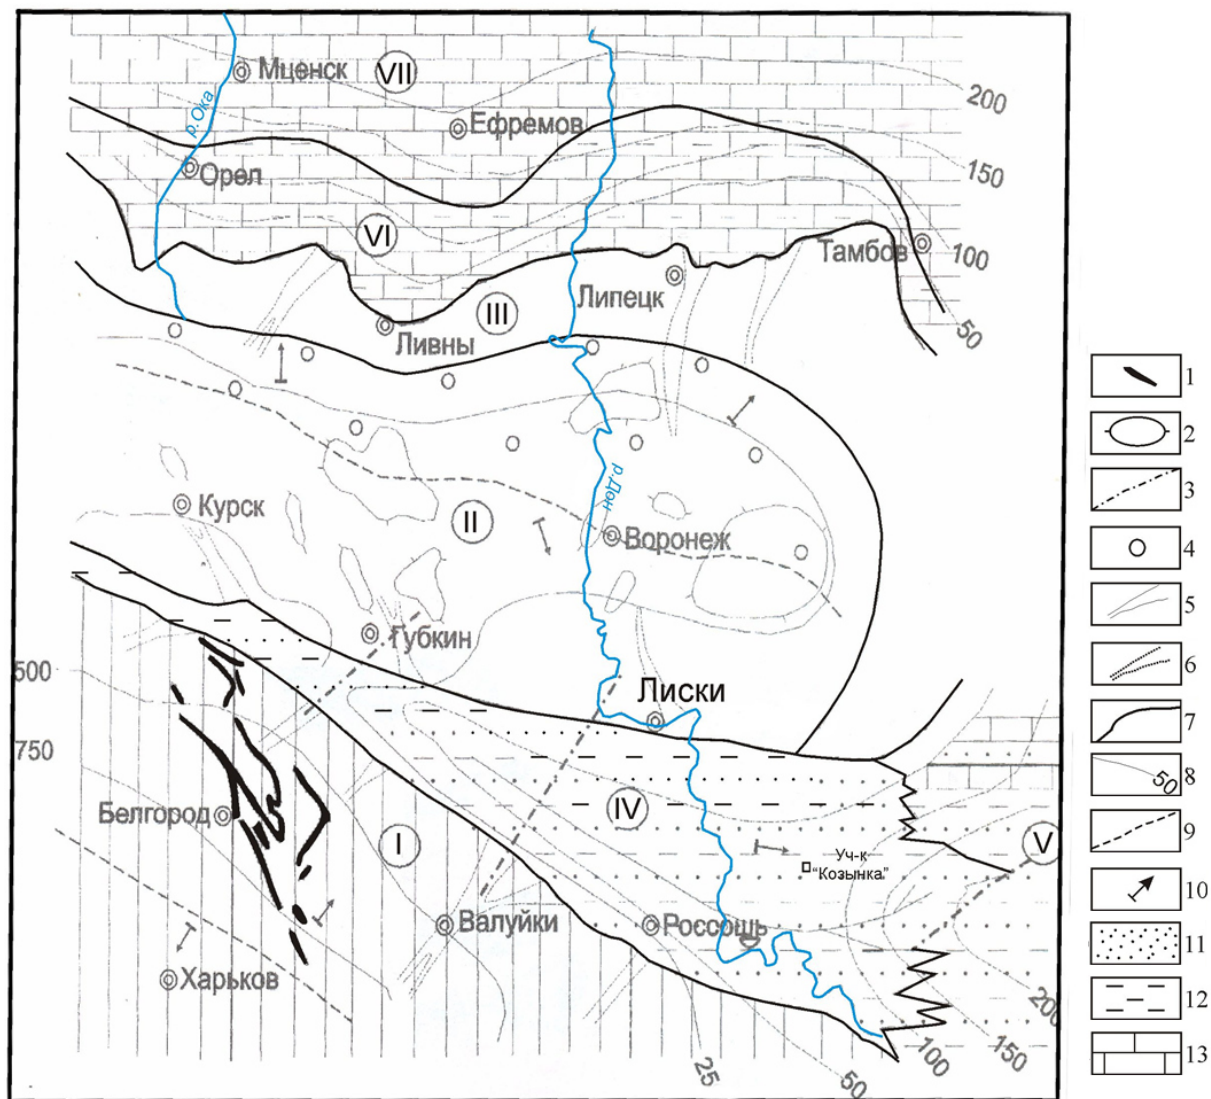 Мценск
VII
200
р.Ока
Ефремов
150
Орел
VI
Тамбов
100
Липецк
III
50
Ливны
р.Дон
Курск
II
Воронеж
Губкин
500
Лиски
750
IV
Белгород
I
Уч-к
"Козынка"
V
Валуйки
Россошь
Харьков
200
150
100
25
50
1
2
3
4
5
6
7
50
8
9
10
11
12
13